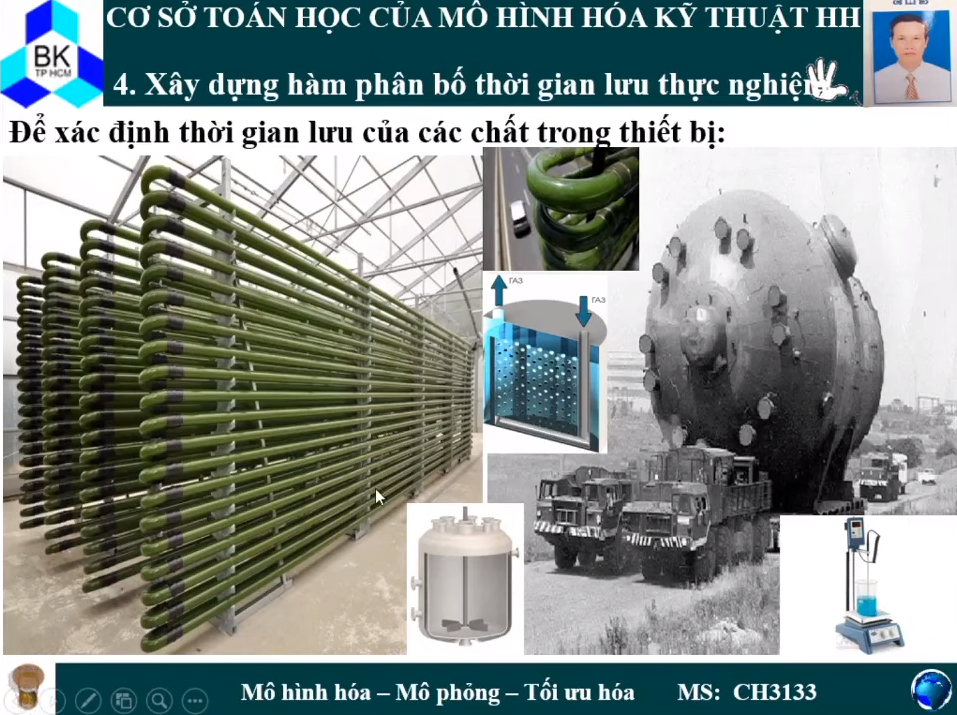 CƠ SỞ TOÁN HỌC CỦA MÔ HÌNH HÓA KỸ THUẬT HH
BK
TP HCM
4. Xây dựng hàm phân bố thời gian lưu thực nghiệm
Để xác định thời gian lưu của các chất trong thiết bị:
ГАЗ
ГАЗ
Mô hình hóa – Mô phỏng – Tối ưu hóa MS: CH3133